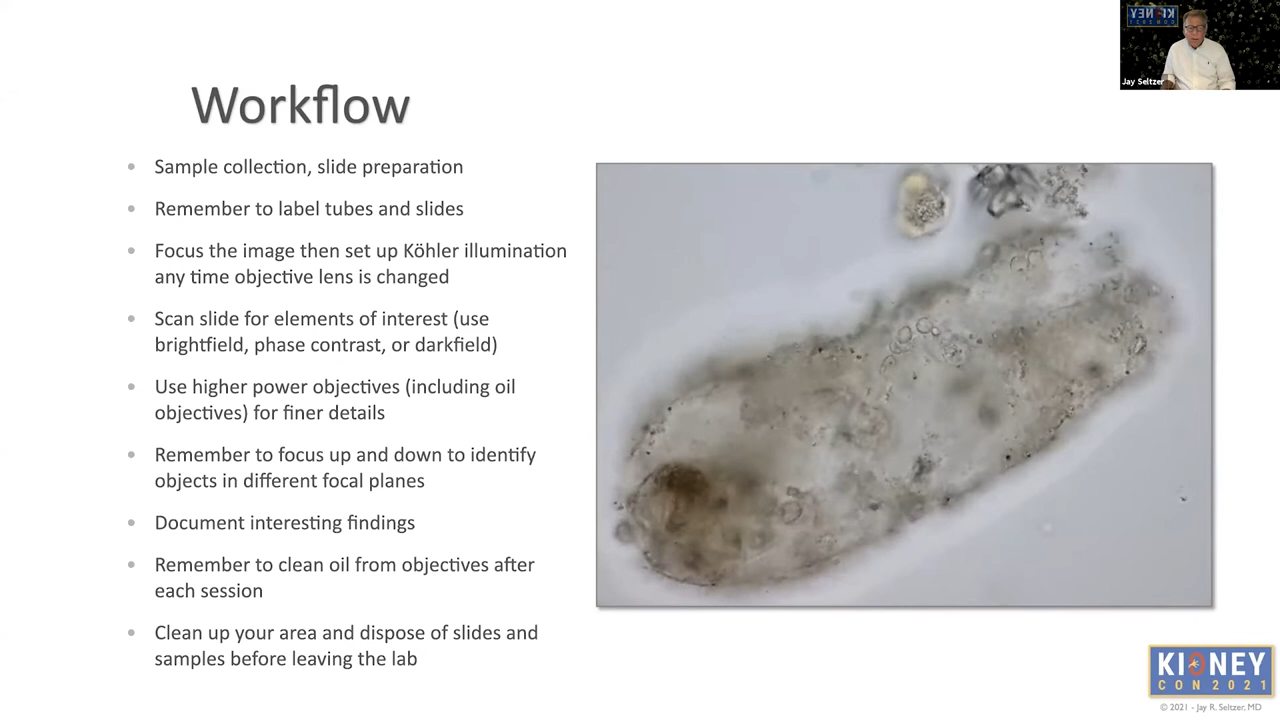 KIDNEY
CON 2021
Jay Seltzer
Workflow
• Sample collection, slide preparation
• Remember to label tubes and slides
• Focus the image then set up Köhler illumination
any time objective lens is changed
• Scan slide for elements of interest (use
brightfield, phase contrast, or darkfield)
• Use higher power objectives (including oil
objectives) for finer details
• Remember to focus up and down to identify
objects in different focal planes
• Document interesting findings
• Remember to clean oil from objectives after
each session
• Clean up your area and dispose of slides and
samples before leaving the lab
KIDNEY
CON 2021
© 2021 - Jay R. Seltzer, MD